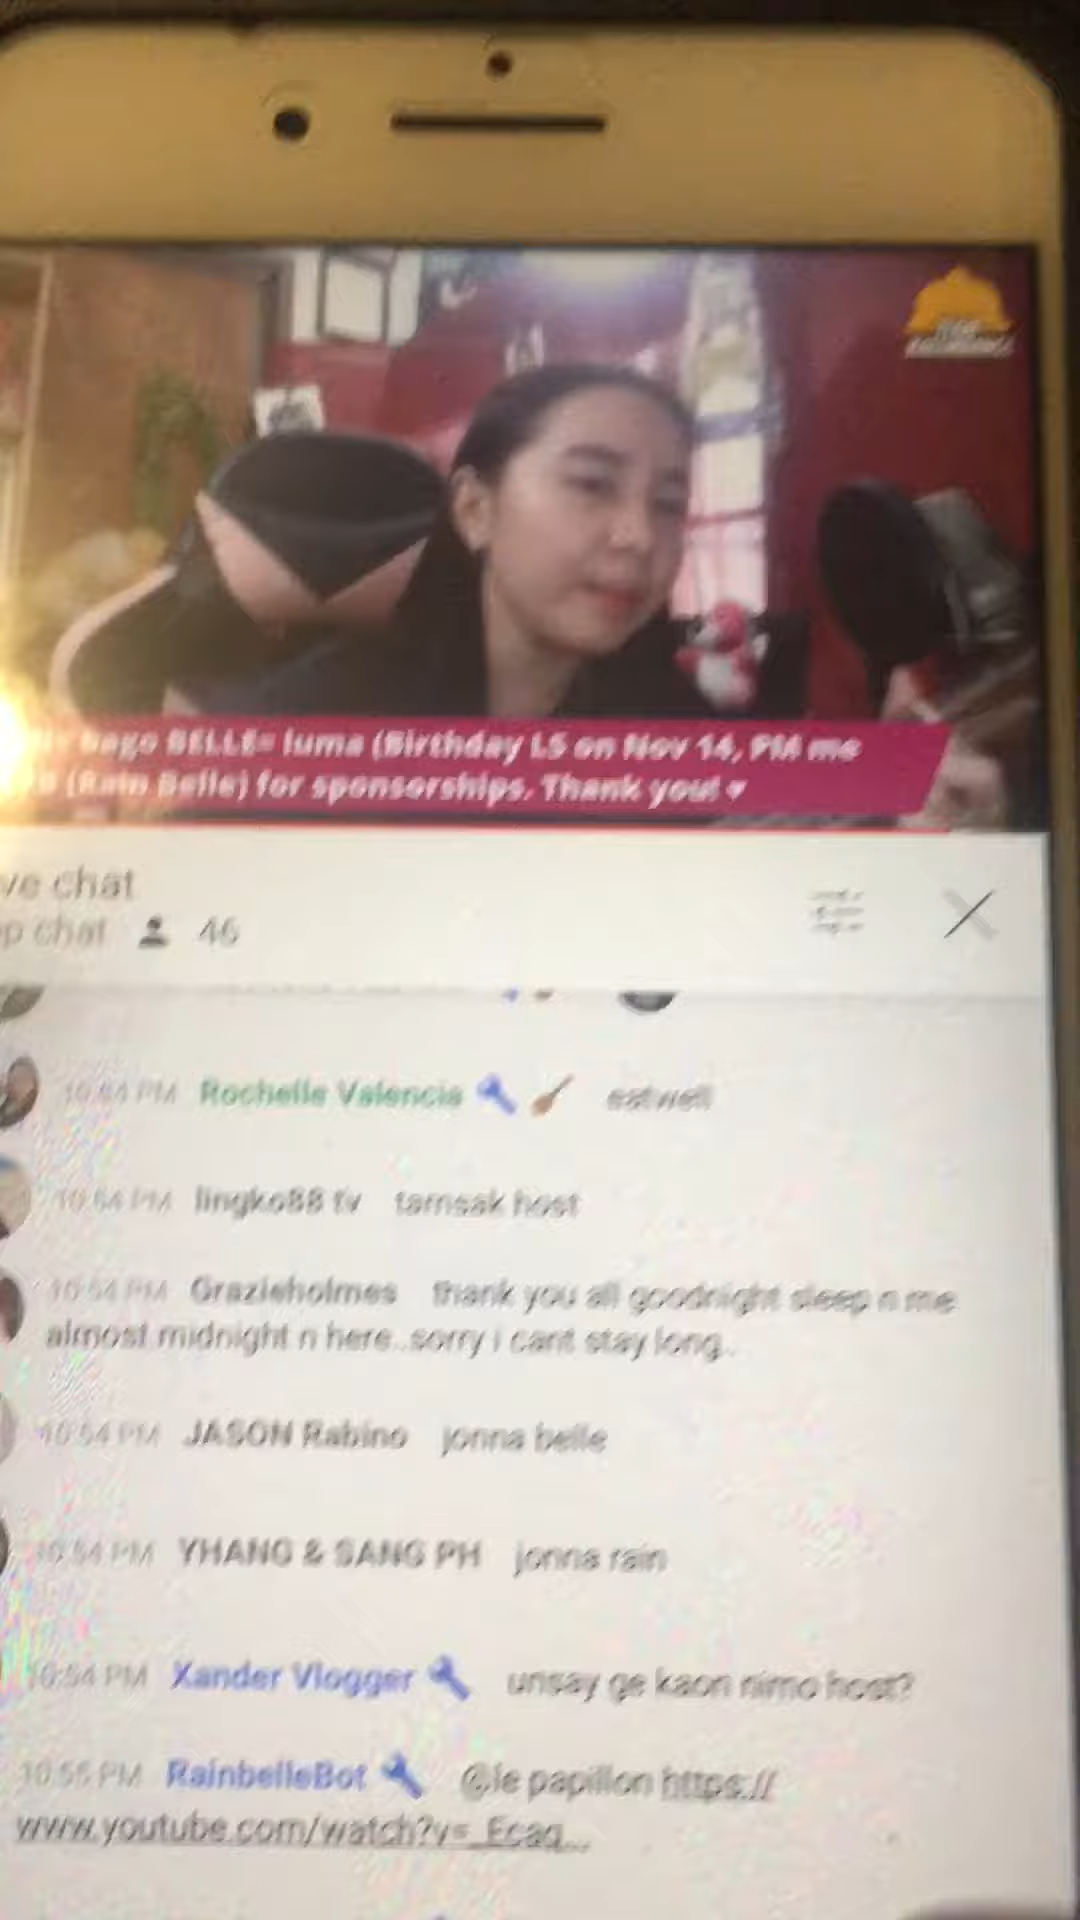 bago BELLE= luma (Birthday LS on Nov 14, PM me
(Rain Belle) for sponsorships. Thank you! ♥
ve chat
p chat 46
10:54 PM Rochelle Valencia eatwell
10:54 PM lingko88 tv tamsak host
10:54 PM Grazieholmes thank you all goodnight sleep n me
almost midnight n here..sorry i cant stay long..
10:54 PM JASON Rabino jonna belle
10:54 PM YHANG & SANG PH jonna rain
10:54 PM Xander Vlogger unsay ge kaon nimo host?
10:55 PM RainbelleBot @le papillon https://
www.youtube.com/watch?v=_Ecaq...